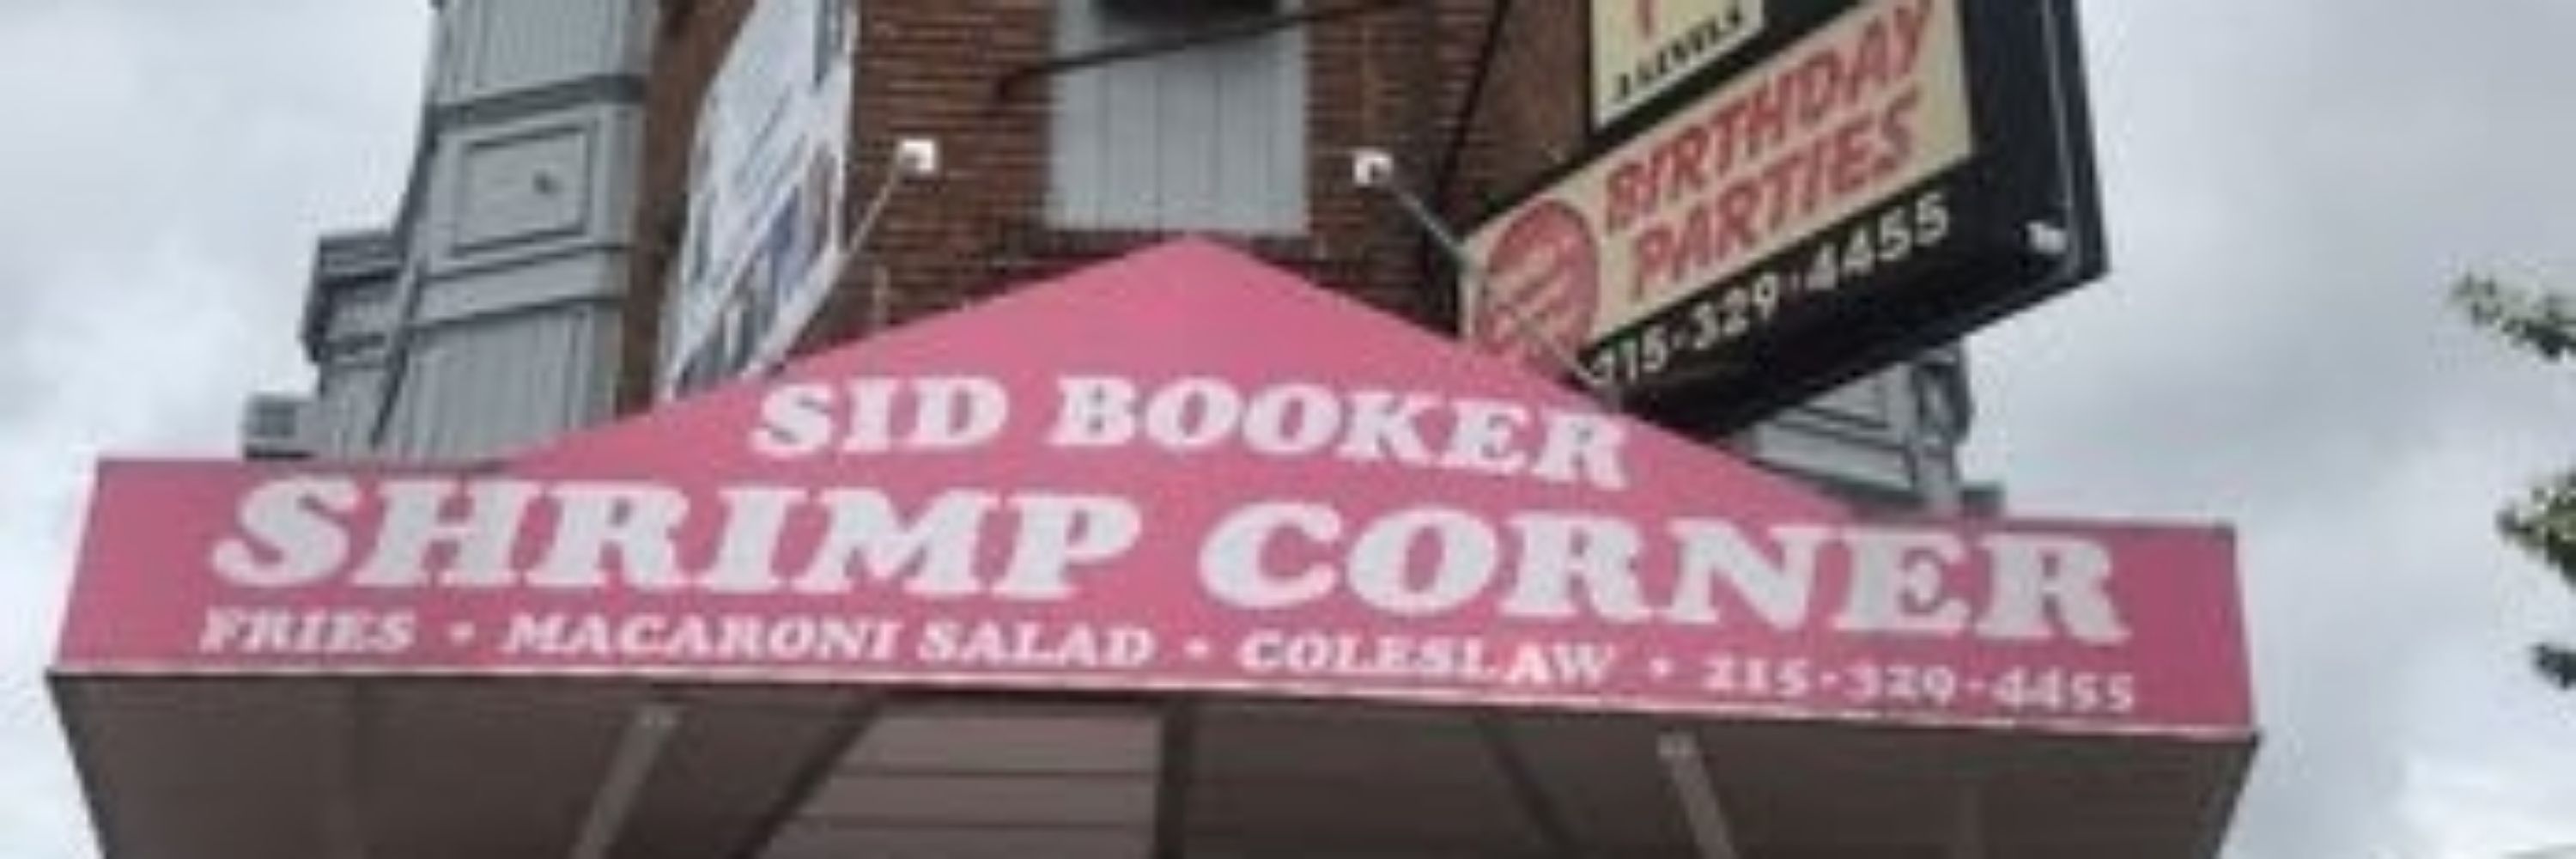 BIRTHDAY
PARTIES
215-329-4455
SID BOOKER
SHRIMP CORNER
FRIES • MACARONI SALAD • COLESLAW • 215-329-4455